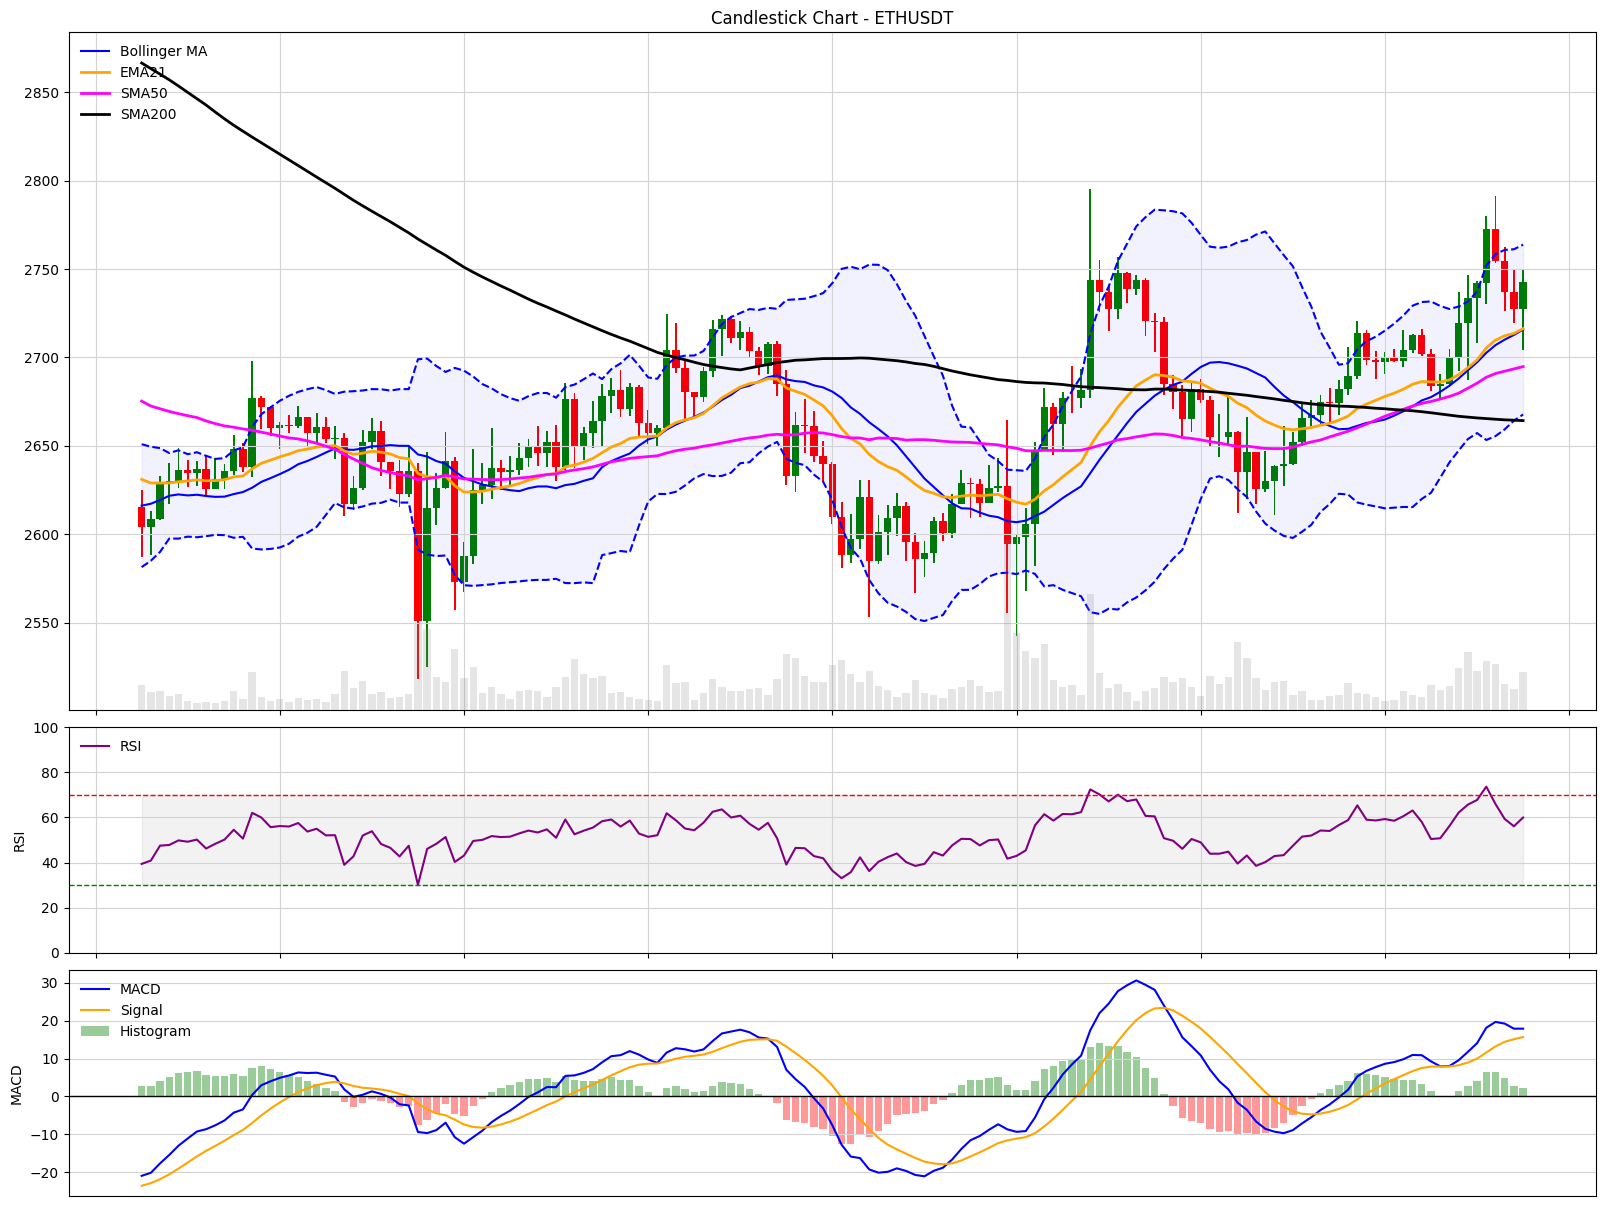 Candlestick Chart - ETHUSDT
Bollinger MA
EMA21
SMA50
SMA200
2850
2800
2750
2700
2650
2600
2550
RSI
100
80
60
40
20
0
RSI
MACD
Signal
Histogram
30
20
10
0
−10
−20
MACD